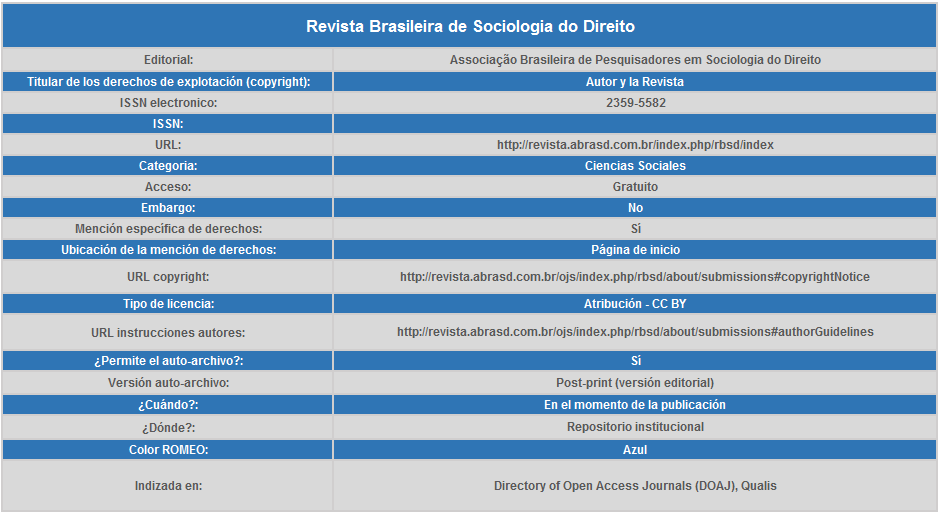 Revista Brasileira de Sociologia do Direito
Editorial: Associação Brasileira de Pesquisadores em Sociologia do Direito
Titular de los derechos de explotación (copyright): Autor y la Revista
ISSN electronico: 2359-5582
ISSN:
URL: http://revista.abrasd.com.br/index.php/rbsd/index
Categoria: Ciencias Sociales
Acceso: Gratuito
Embargo: No
Mención específica de derechos: Sí
Ubicación de la mención de derechos: Página de inicio
URL copyright: http://revista.abrasd.com.br/ojs/index.php/rbsd/about/submissions#copyrightNotice
Tipo de licencia: Atribución - CC BY
URL instrucciones autores: http://revista.abrasd.com.br/ojs/index.php/rbsd/about/submissions#authorGuidelines
¿Permite el auto-archivo?: Sí
Versión auto-archivo: Post-print (versión editorial)
¿Cuándo?: En el momento de la publicación
¿Dónde?: Repositorio institucional
Color ROMEO: Azul
Indizada en: Directory of Open Access Journals (DOAJ), Qualis